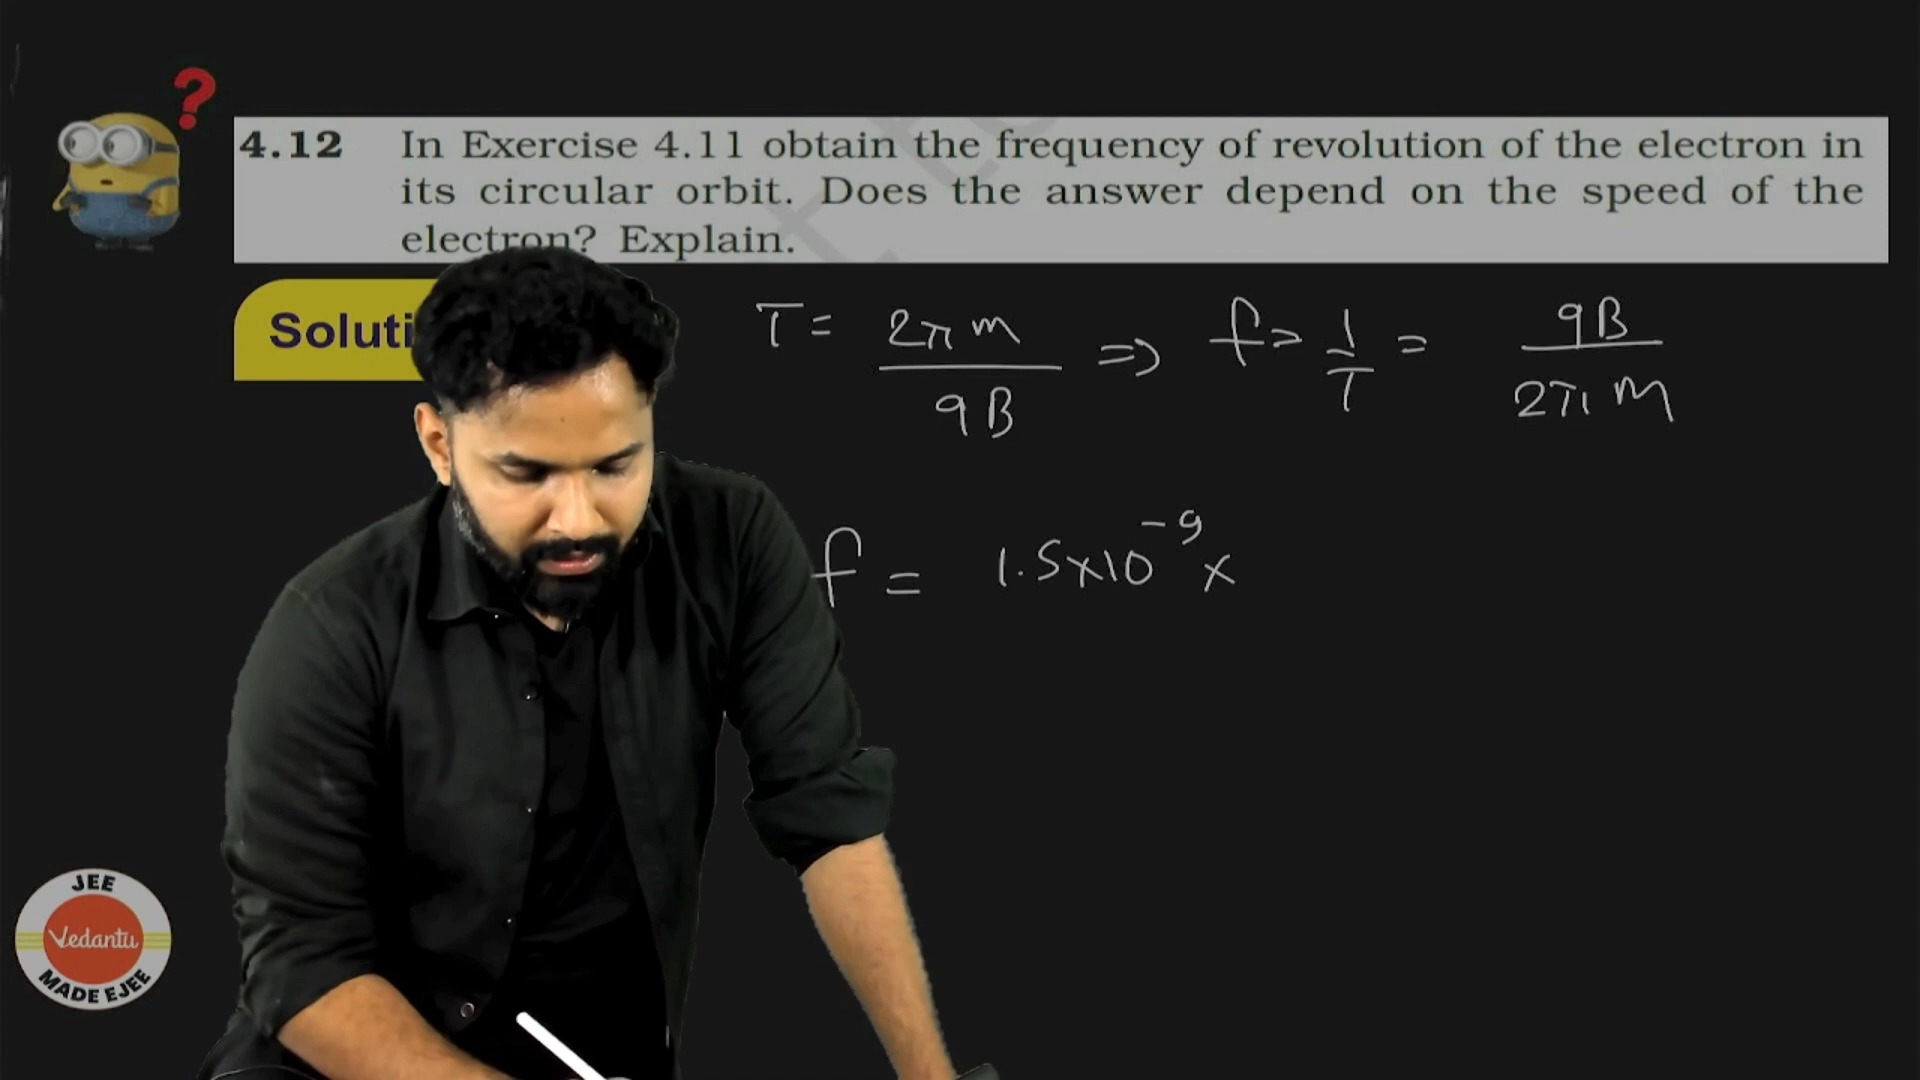 ?
4.12 In Exercise 4.11 obtain the frequency of revolution of the electron in
its circular orbit. Does the answer depend on the speed of the
electron? Explain.
Soluti
T = 2πm / qB => f = 1/T = qB / 2πm
f = 1.5x10⁻⁹ x
JEE
Vedantu
MADE EJEE